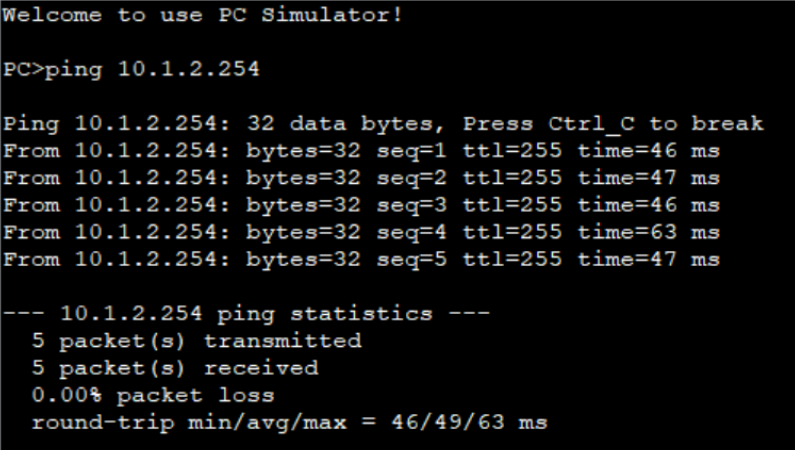 Welcome to use PC Simulator!
PC>ping 10.1.2.254
Ping 10.1.2.254: 32 data bytes, Press Ctrl_C to break
From 10.1.2.254: bytes=32 seq=1 ttl=255 time=46 ms
From 10.1.2.254: bytes=32 seq=2 ttl=255 time=47 ms
From 10.1.2.254: bytes=32 seq=3 ttl=255 time=46 ms
From 10.1.2.254: bytes=32 seq=4 ttl=255 time=63 ms
From 10.1.2.254: bytes=32 seq=5 ttl=255 time=47 ms
--- 10.1.2.254 ping statistics ---
5 packet(s) transmitted
5 packet(s) received
0.00% packet loss
round-trip min/avg/max = 46/49/63 ms